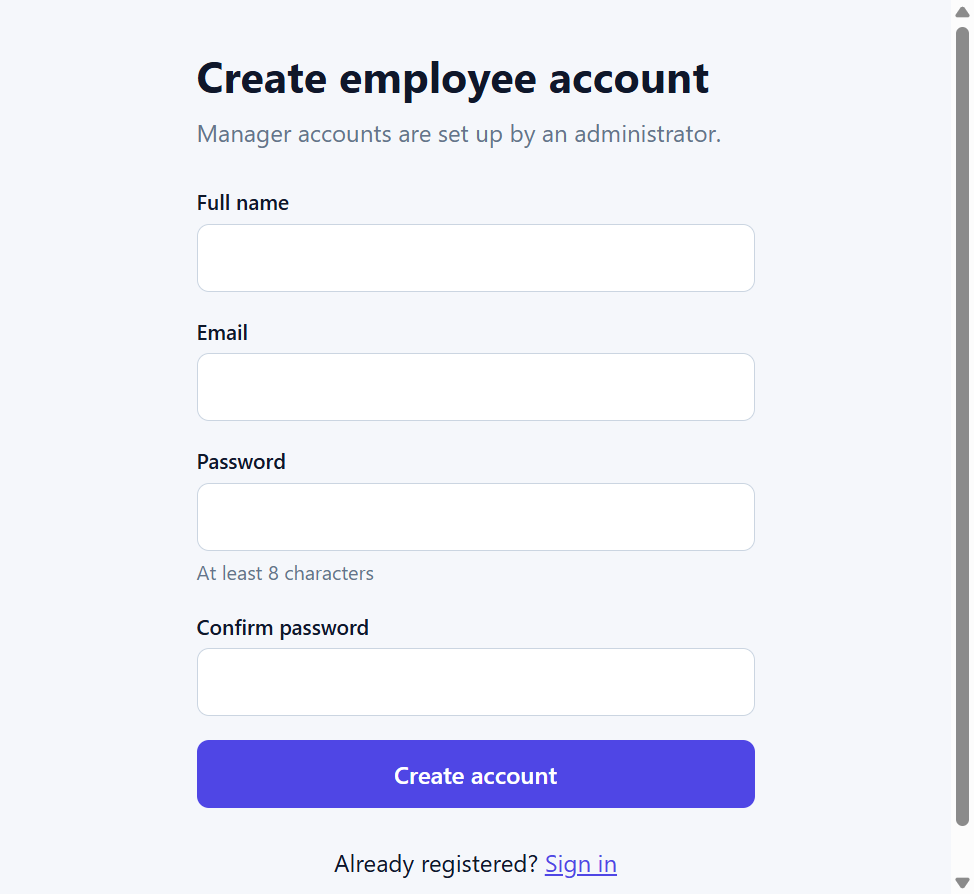 Create employee account
Manager accounts are set up by an administrator.
Full name
Email
Password
At least 8 characters
Confirm password
Create account
Already registered? Sign in